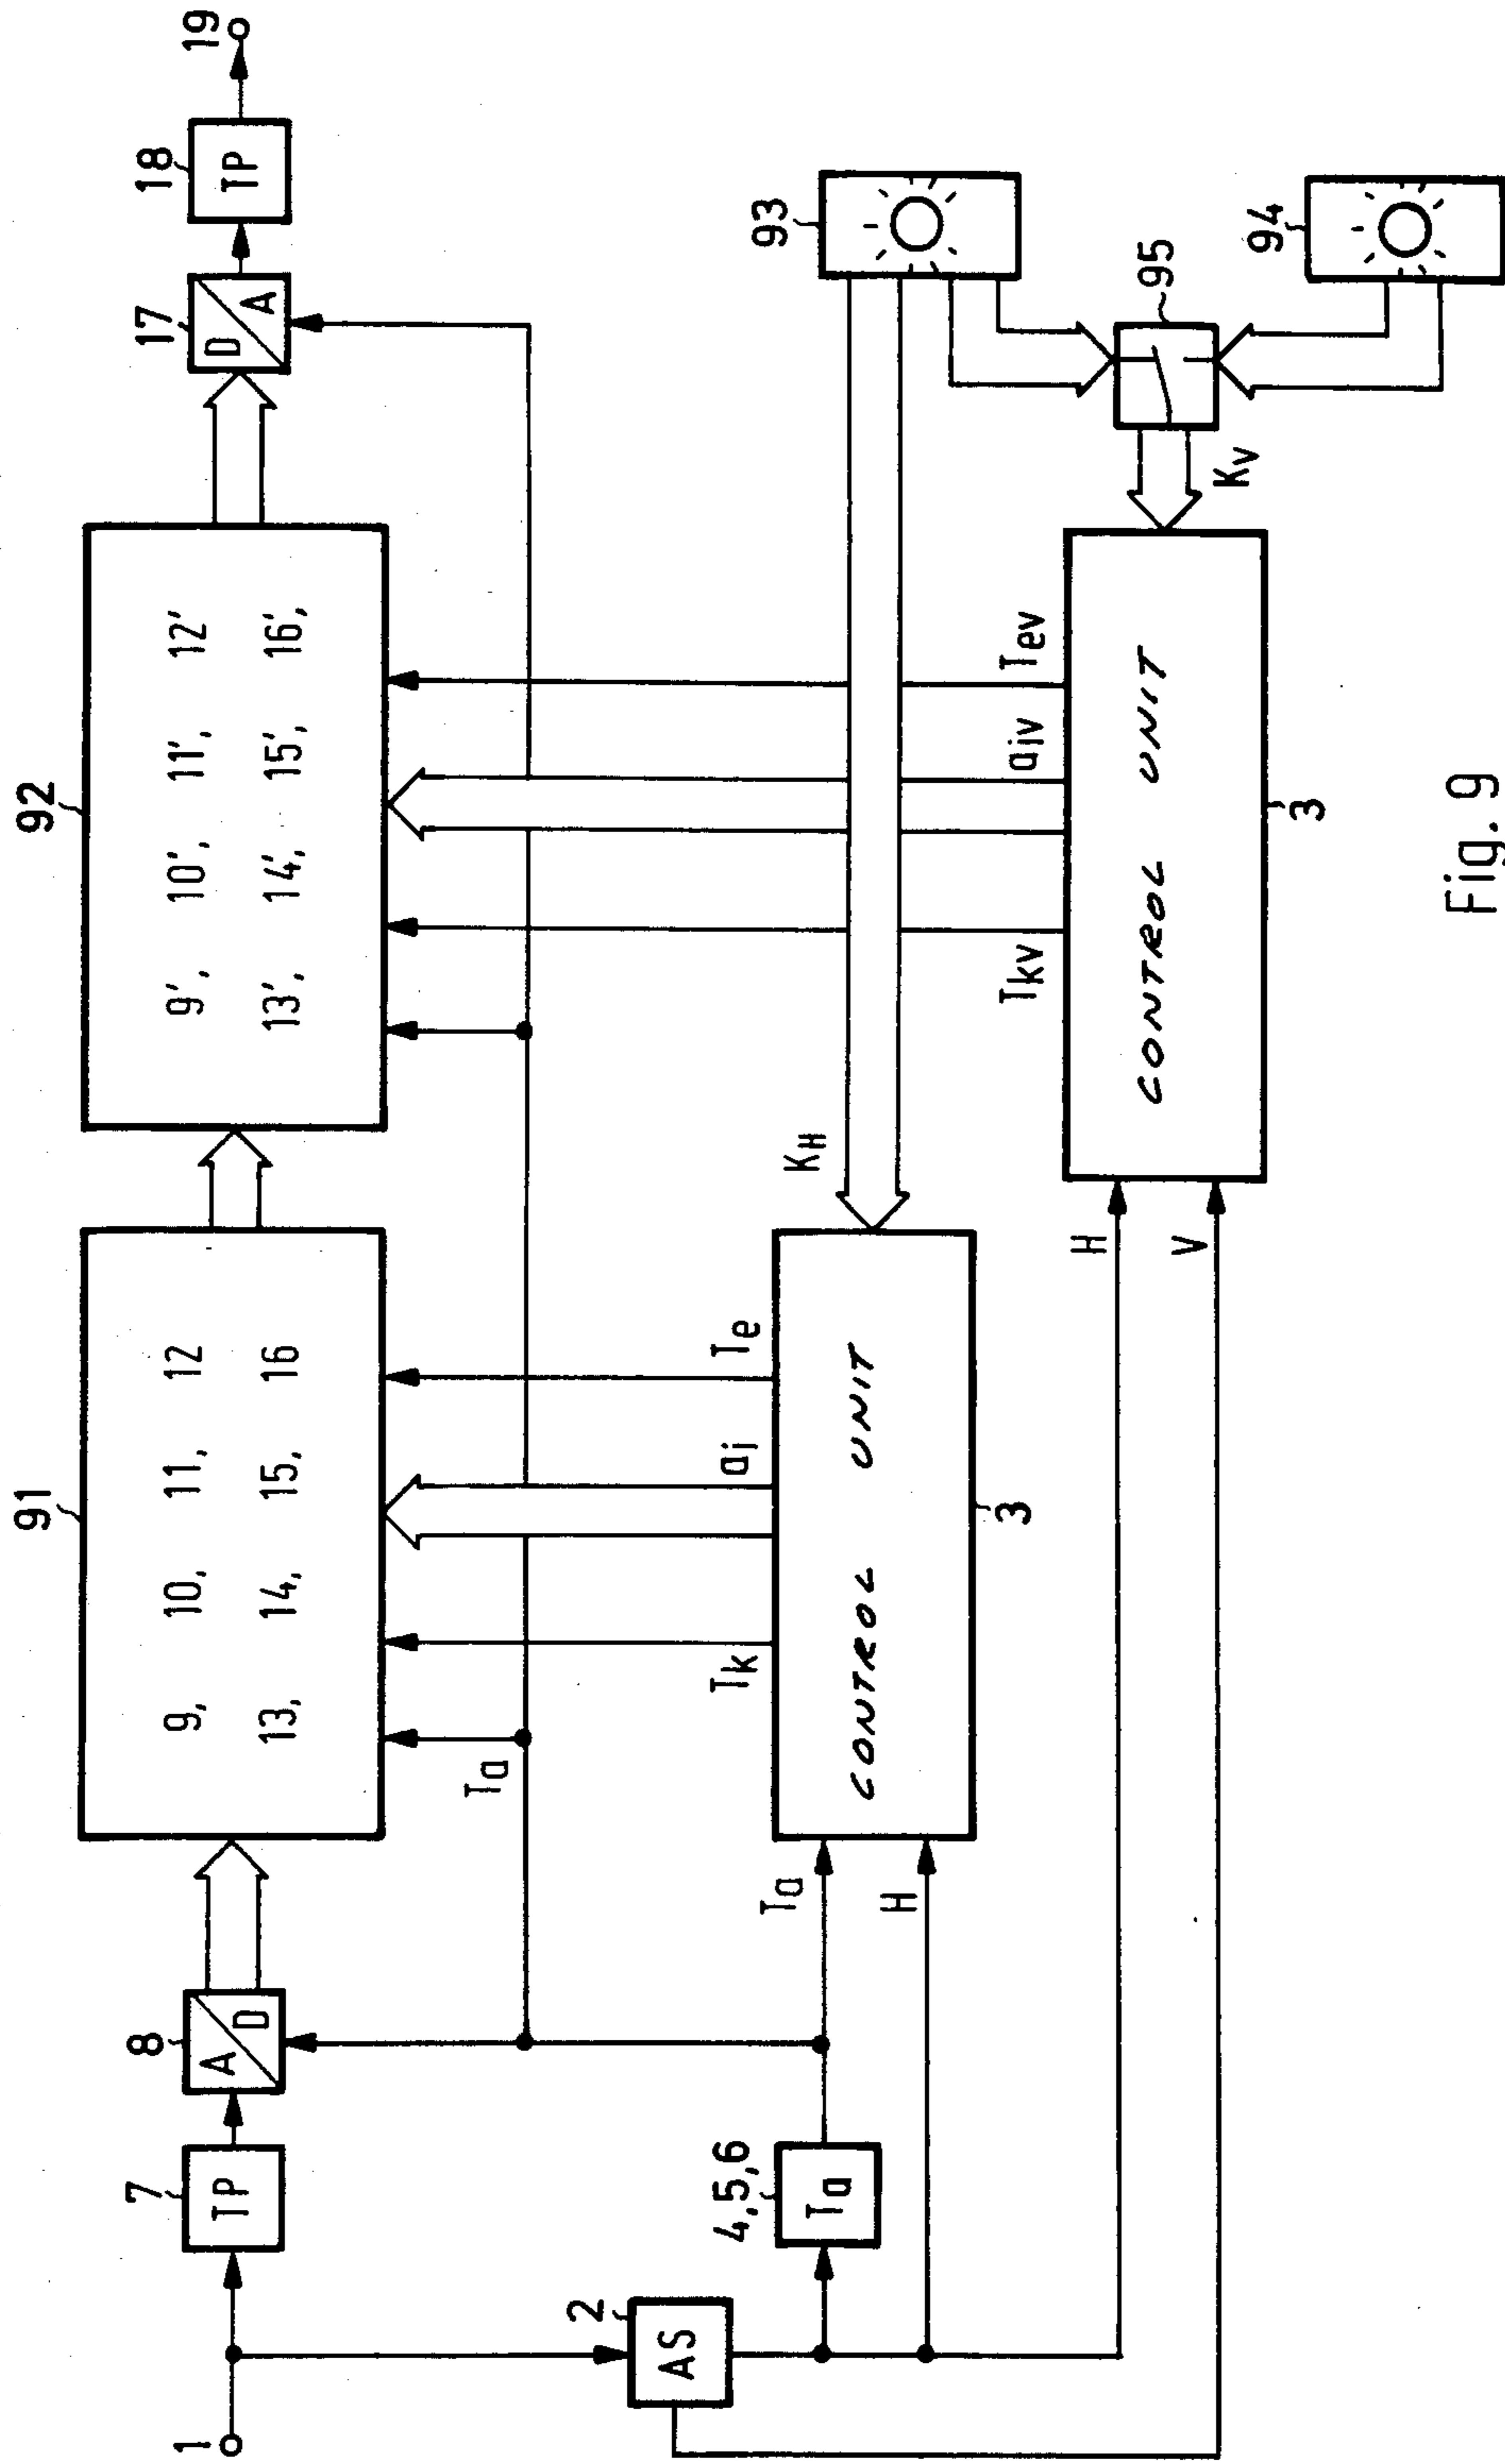 1
7
TP
8
A
D
91
9, 10, 11, 12
13, 14, 15, 16
92
9', 10', 11', 12'
13', 14', 15', 16',
17
D
A
18
TP
19
Ta
Tk
ai
Te
Tkv
aiv
Tev
2
AS
4,5,6
Ta
Ta
H
CONTROL UNIT
3
KH
93
H
V
CONTROL UNIT
3
Kv
95
94
Fig. 9